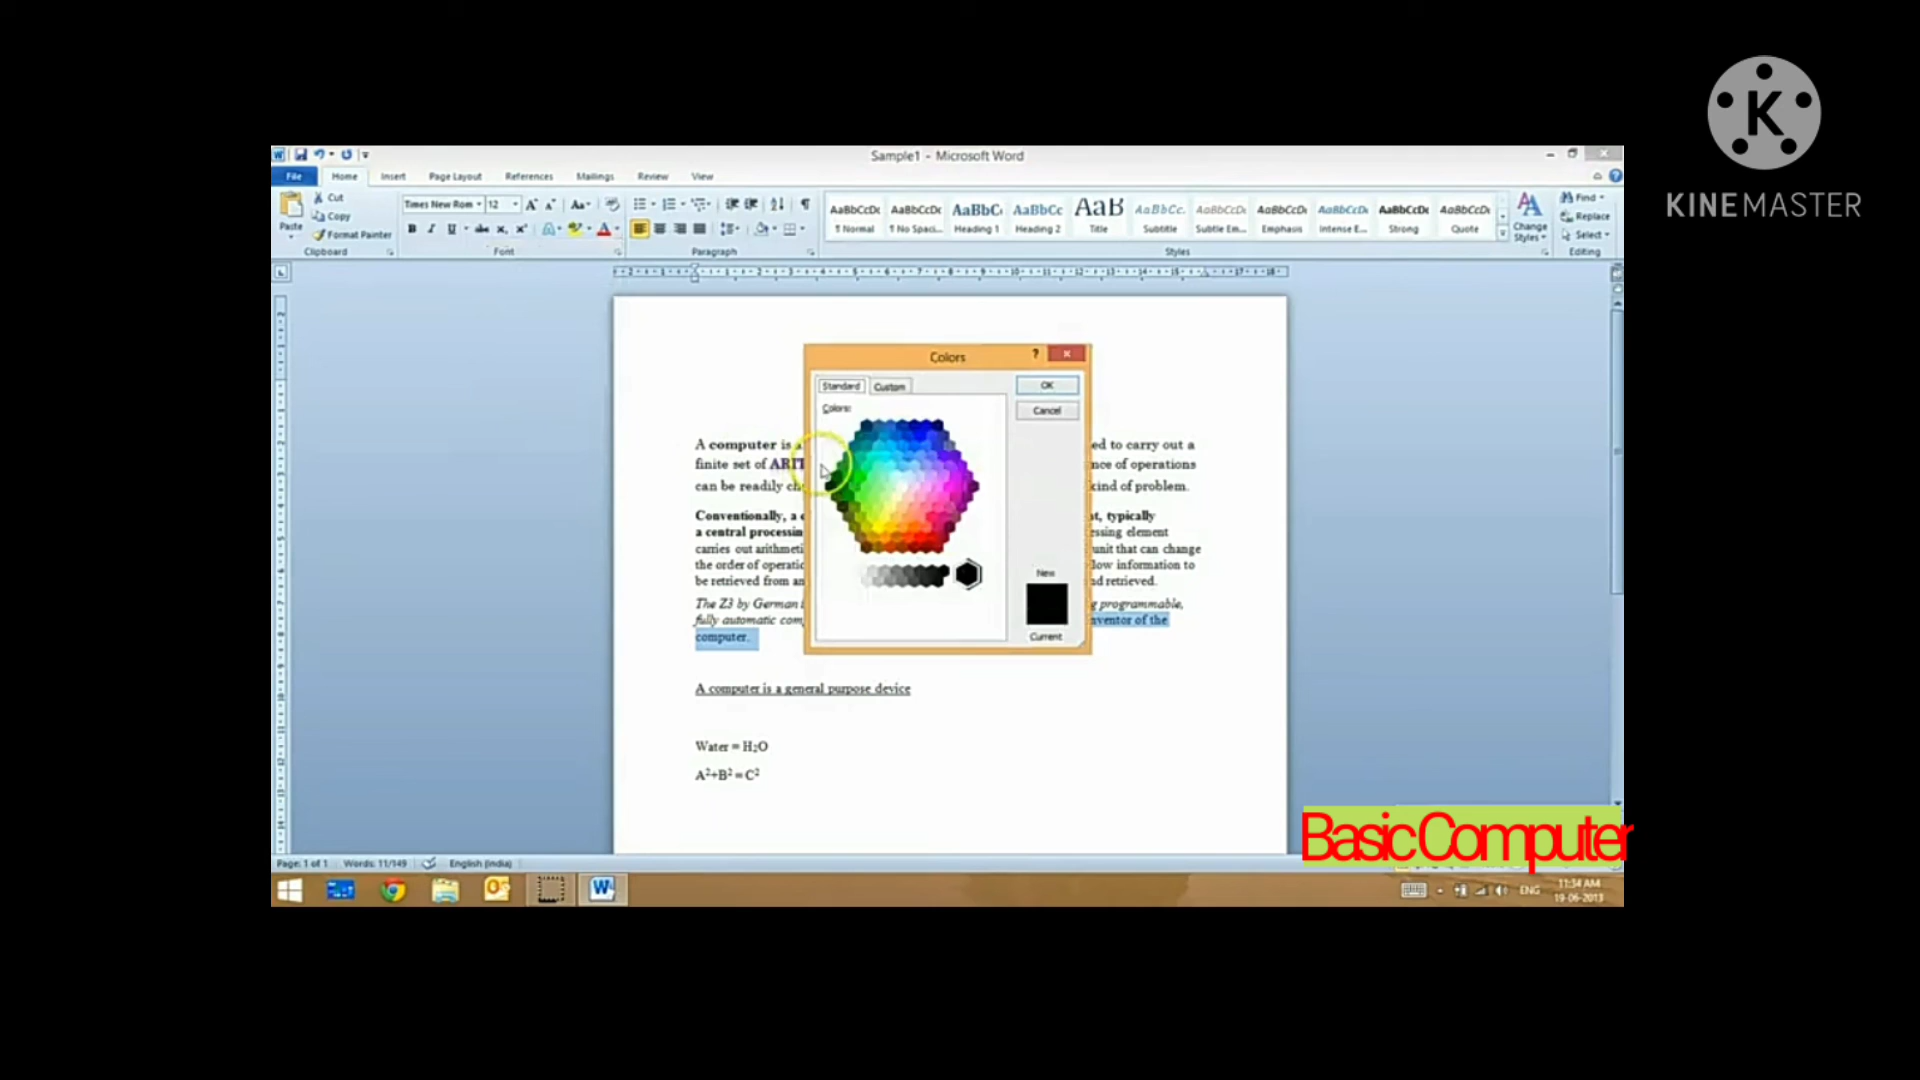 K
KINEMASTER
Sample1 - Microsoft Word
File Home Insert Page Layout References Mailings Review View
Cut
Copy
Format Painter
Paste
Clipboard
Times New Rom 12
Font
Paragraph
AaBbCcDc AaBbCcDc AaBbC AaBbCc AaB AaBbCc. AaBbCcDc AaBbCcDc AaBbCcDc AaBbCcDc AaBbCcDc
¶ Normal ¶ No Spaci... Heading 1 Heading 2 Title Subtitle Subtle Em... Emphasis Intense E... Strong Quote
Styles
Change Styles
Find
Replace
Select
Editing
Colors
Standard Custom
Colors:
OK
Cancel
New
Current
A computer is a ed to carry out a
finite set of ARIT nce of operations
can be readily ch kind of problem.
Conventionally, a c nt, typically
a central processin essing element
carries out arithmeti unit that can change
the order of operatio low information to
be retrieved from an nd retrieved.
The Z3 by German i g programmable,
fully automatic com nventor of the
computer.
A computer is a general purpose device
Water = H₂O
A²+B²=C²
Basic Computer
Page: 1 of 1 Words: 11/149 English (India)
ENG
11:34 AM
19-06-2013